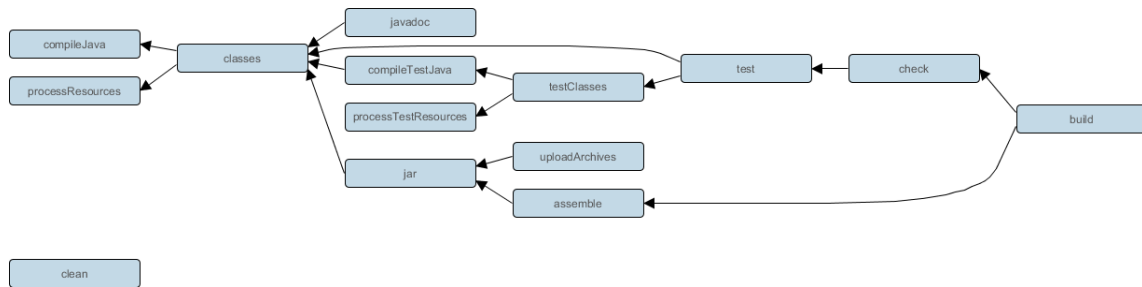 javadoc
compileJava
classes
compileTestJava
test
check
processResources
testClasses
processTestResources
build
uploadArchives
jar
assemble
clean